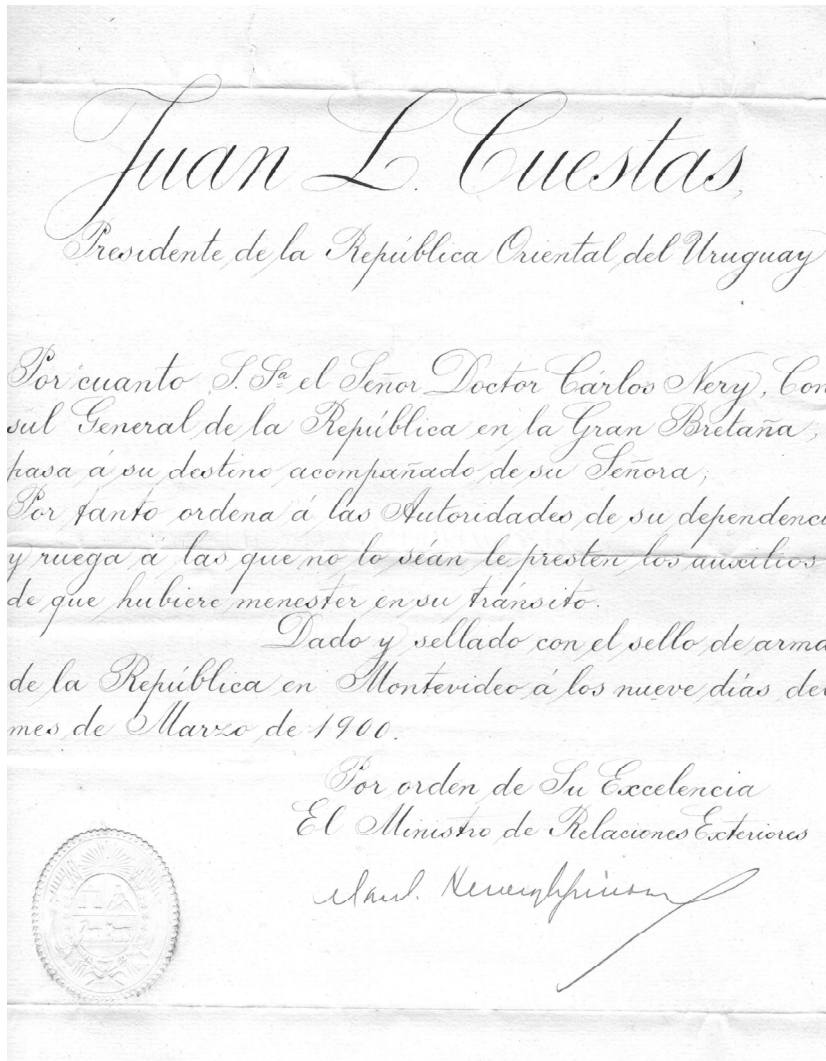 Juan L. Cuestas,
Presidente de la República Oriental del Uruguay
Por cuanto S. Sª el Señor Doctor Cárlos Nery, Con
sul General de la República en la Gran Bretaña,
pasa á su destino acompañado de su Señora;
Por tanto ordena á las Autoridades de su dependenci
y ruega á las que no lo séan le presten los auxilios
de que hubiere menester en su tránsito.
Dado y sellado con el sello de arma
de la República en Montevideo á los nueve días del
mes de Marzo de 1900.
Por orden de Su Excelencia
El Ministro de Relaciones Exteriores